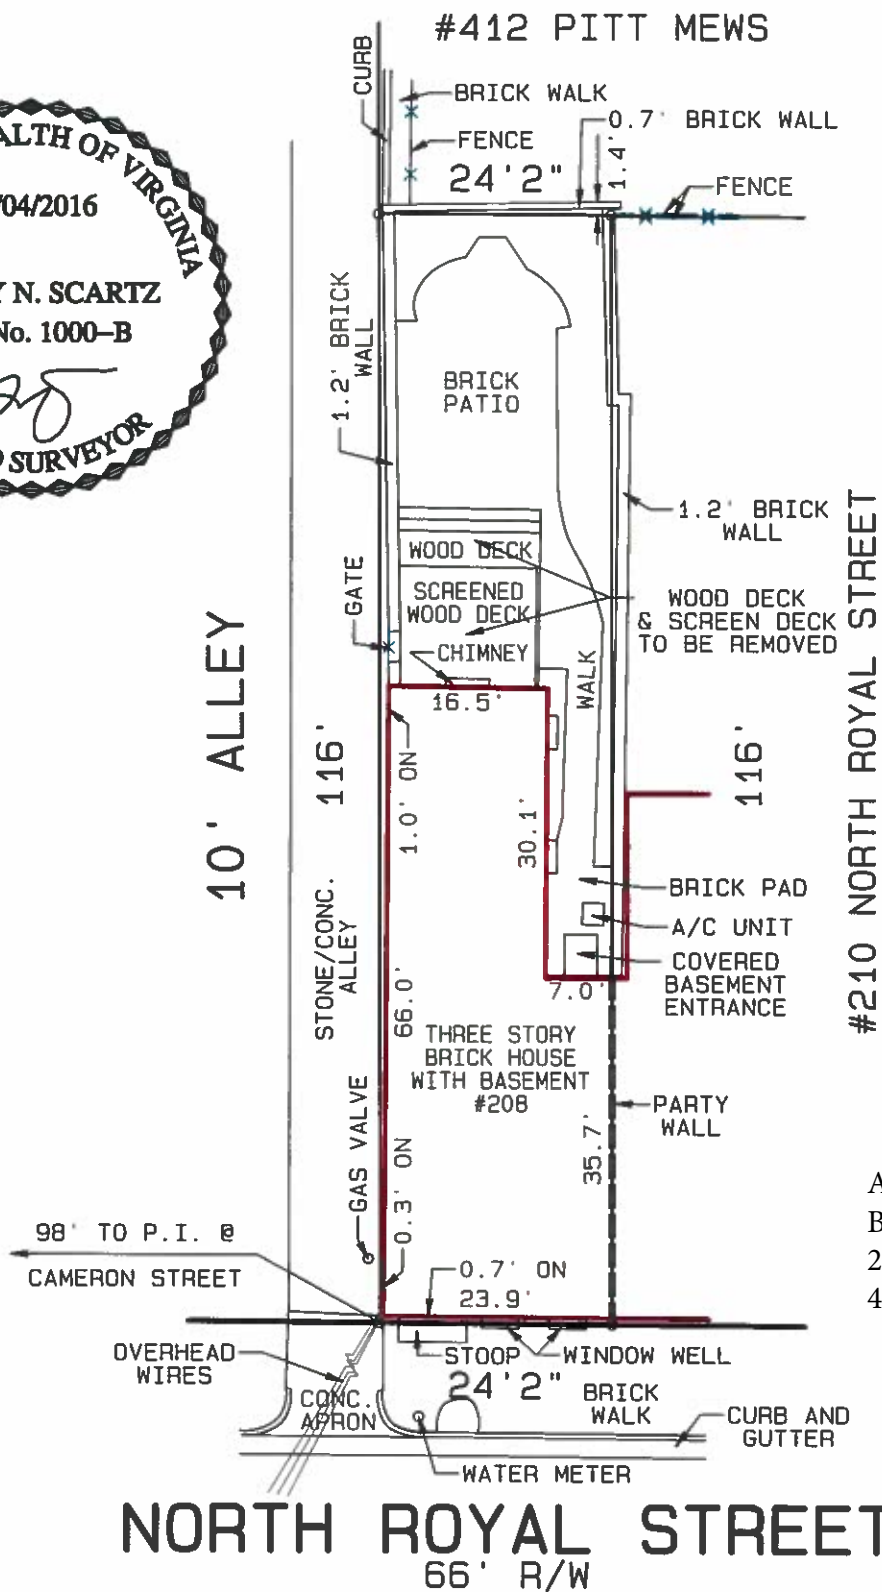 #412 PITT MEWS
CURB
BRICK WALK
0.7' BRICK WALL
FENCE
24'2"
1.4'
FENCE
ALTH OF VIRGINIA
/04/2016
Y N. SCARTZ
No. 1000-B
SURVEYOR
1.2' BRICK
WALL
BRICK
PATIO
1.2' BRICK
WALL
WOOD DECK
GATE
SCREENED
WOOD DECK
WOOD DECK
& SCREEN DECK
TO BE REMOVED
CHIMNEY
16.5'
WALK
10' ALLEY
116'
1.0' ON
30.1'
116'
#210 NORTH ROYAL STREET
BRICK PAD
A/C UNIT
COVERED
BASEMENT
ENTRANCE
STONE/CONC.
ALLEY
66.0'
7.0'
THREE STORY
BRICK HOUSE
WITH BASEMENT
#208
PARTY
WALL
35.7'
GAS VALVE
0.3' ON
A
B
2
4
98' TO P.I. @
CAMERON STREET
0.7' ON
23.9'
OVERHEAD
WIRES
STOOP
WINDOW WELL
24'2"
BRICK
WALK
CONC.
APRON
CURB AND
GUTTER
WATER METER
NORTH ROYAL STREET
66' R/W